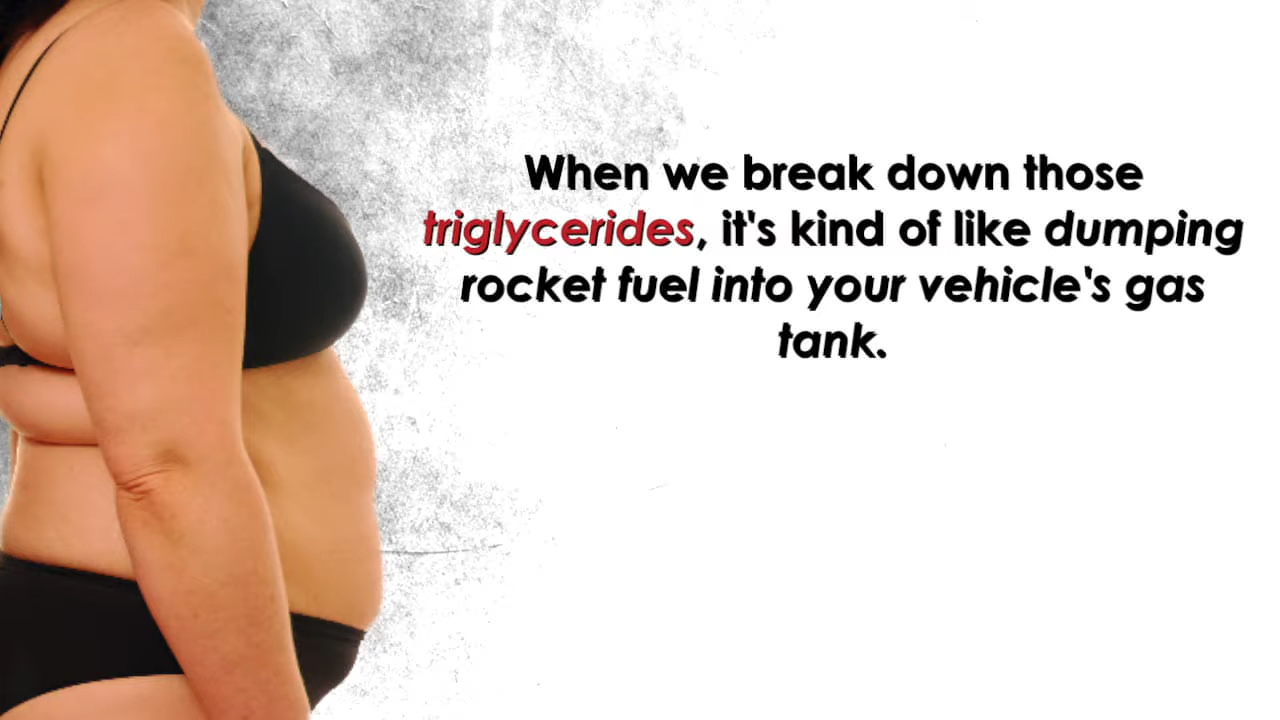 When we break down those
triglycerides, it's kind of like dumping
rocket fuel into your vehicle's gas
tank.